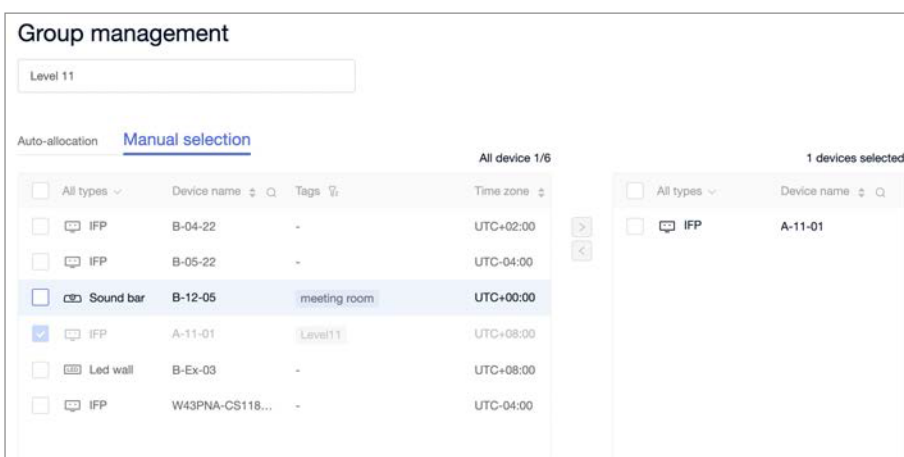 Group management
Level 11
Auto-allocation Manual selection
All device 1/6 1 devices selected
All types Device name Tags Time zone All types Device name
IFP B-04-22 - UTC+02:00 IFP A-11-01
IFP B-05-22 - UTC-04:00
Sound bar B-12-05 meeting room UTC+00:00
IFP A-11-01 Level11 UTC+08:00
LED Led wall B-Ex-03 - UTC+08:00
IFP W43PNA-CS118... - UTC-04:00